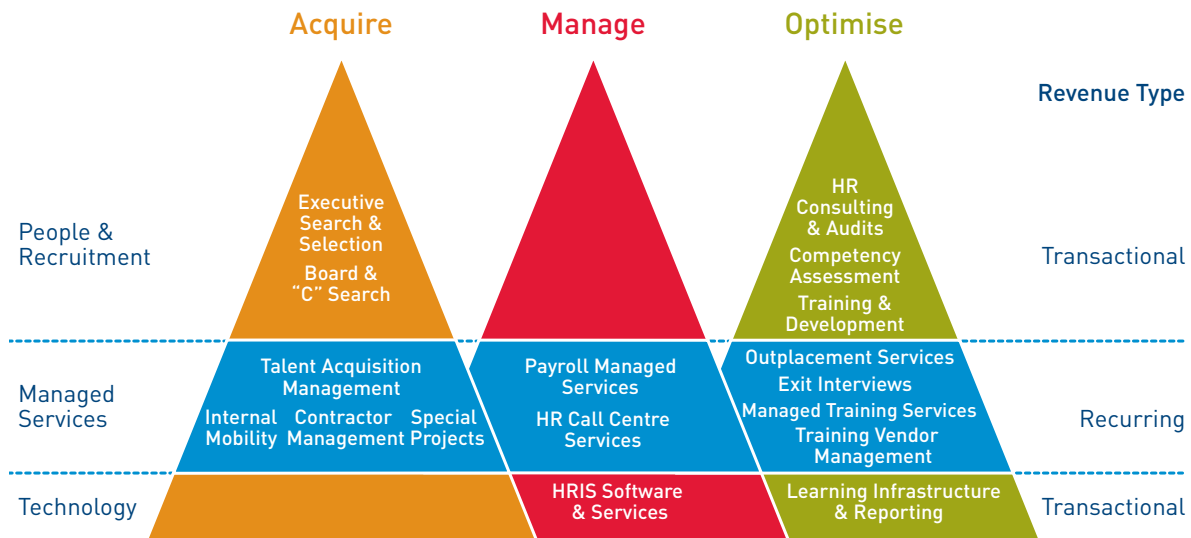 Acquire
Manage
Optimise
Revenue Type
People &
Recruitment
Executive
Search &
Selection
Board &
“C” Search
HR
Consulting
& Audits
Competency
Assessment
Training &
Development
Transactional
Managed
Services
Talent Acquisition
Management
Internal
Mobility
Contractor
Management
Special
Projects
Payroll Managed
Services
HR Call Centre
Services
Outplacement Services
Exit Interviews
Managed Training Services
Training Vendor
Management
Recurring
Technology
HRIS Software
& Services
Learning Infrastructure
& Reporting
Transactional